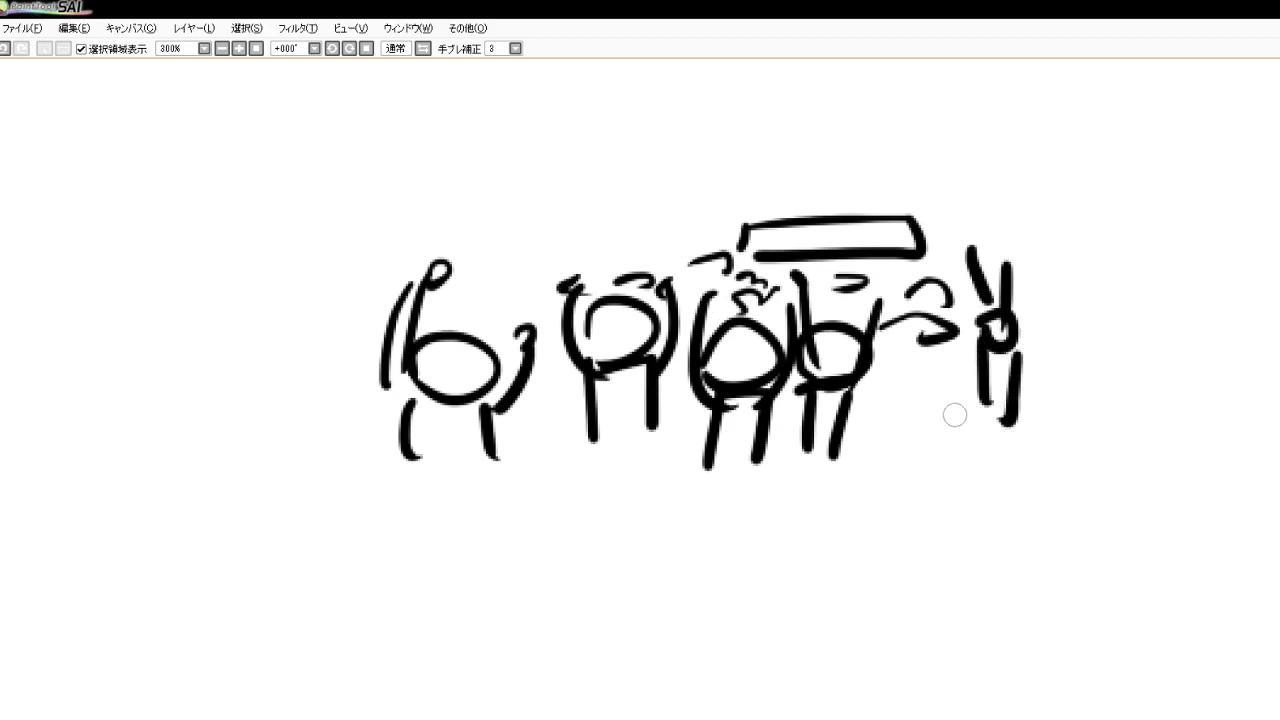 PaintTool SAI
ファイル(F) 編集(E) キャンバス(C) レイヤー(L) 選択(S) フィルタ(T) ビュー(V) ウィンドウ(W) その他(O)
選択領域表示 300% +000° 通常 手ブレ補正 3